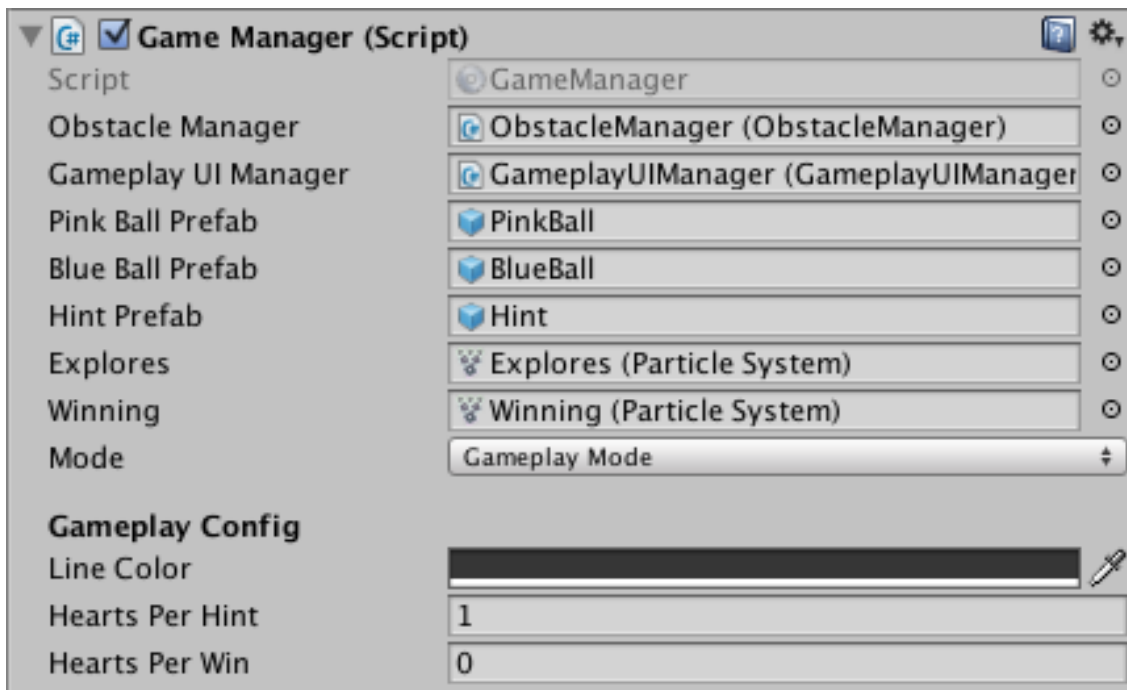 Game Manager (Script)
Script GameManager
Obstacle Manager ObstacleManager (ObstacleManager)
Gameplay UI Manager GameplayUIManager (GameplayUIManager
Pink Ball Prefab PinkBall
Blue Ball Prefab BlueBall
Hint Prefab Hint
Explores Explores (Particle System)
Winning Winning (Particle System)
Mode Gameplay Mode
Gameplay Config
Line Color
Hearts Per Hint 1
Hearts Per Win 0